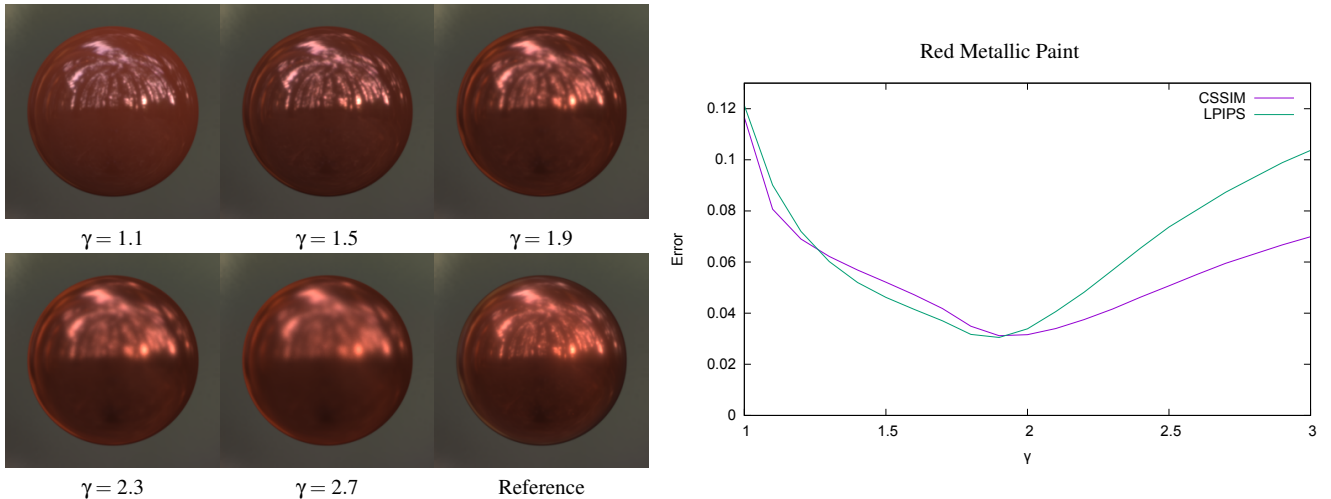 γ = 1.1
γ = 1.5
γ = 1.9
γ = 2.3
γ = 2.7
Reference
Red Metallic Paint
CSSIM
LPIPS
Error
0.12
0.1
0.08
0.06
0.04
0.02
0
1
1.5
2
2.5
3
γ